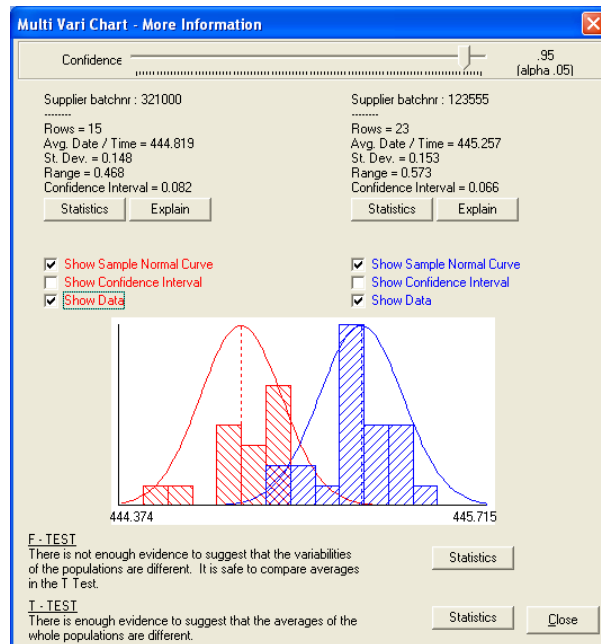 Multi Vari Chart - More Information
Confidence
.95
(alpha .05)
Supplier batchnr : 321000
--------
Rows = 15
Avg. Date / Time = 444.819
St. Dev. = 0.148
Range = 0.468
Confidence Interval = 0.082
Statistics Explain
Supplier batchnr : 123555
--------
Rows = 23
Avg. Date / Time = 445.257
St. Dev. = 0.153
Range = 0.573
Confidence Interval = 0.066
Statistics Explain
Show Sample Normal Curve
Show Confidence Interval
Show Data
Show Sample Normal Curve
Show Confidence Interval
Show Data
444.374 445.715
F - TEST
There is not enough evidence to suggest that the variabilities
of the populations are different. It is safe to compare averages
in the T Test.
Statistics
T - TEST
There is enough evidence to suggest that the averages of the
whole populations are different.
Statistics
Close